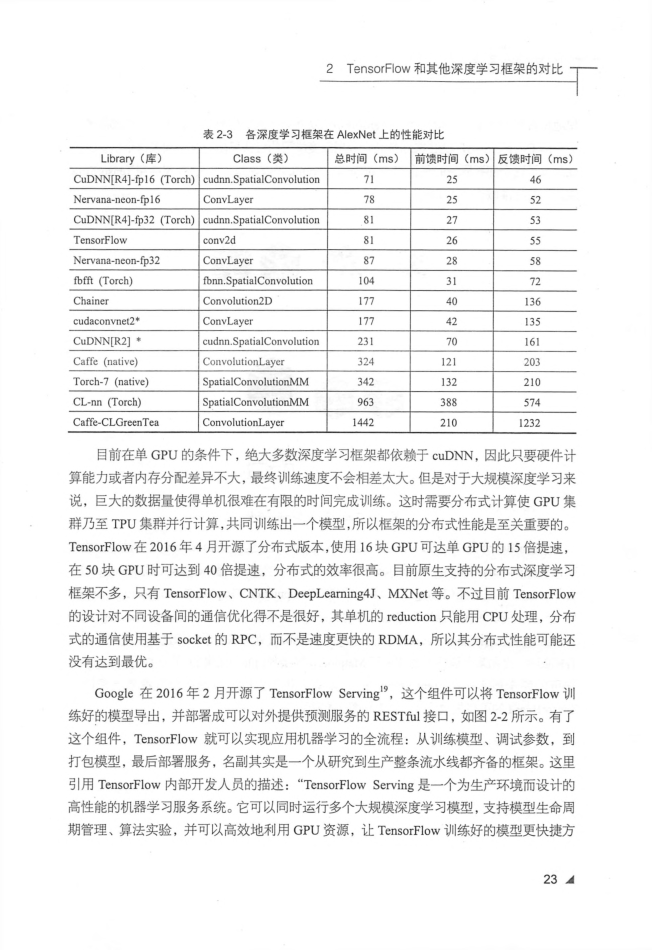 2 TensorFlow 和其他深度学习框架的对比
表 2-3 各深度学习框架在 AlexNet 上的性能对比
Library（库） Class（类） 总时间（ms） 前馈时间（ms） 反馈时间（ms）
CuDNN[R4]-fp16 (Torch) cudnn.SpatialConvolution 71 25 46
Nervana-neon-fp16 ConvLayer 78 25 52
CuDNN[R4]-fp32 (Torch) cudnn.SpatialConvolution 81 27 53
TensorFlow conv2d 81 26 55
Nervana-neon-fp32 ConvLayer 87 28 58
fbfft (Torch) fbnn.SpatialConvolution 104 31 72
Chainer Convolution2D 177 40 136
cudaconvnet2* ConvLayer 177 42 135
CuDNN[R2] * cudnn.SpatialConvolution 231 70 161
Caffe (native) ConvolutionLayer 324 121 203
Torch-7 (native) SpatialConvolutionMM 342 132 210
CL-nn (Torch) SpatialConvolutionMM 963 388 574
Caffe-CLGreenTea ConvolutionLayer 1442 210 1232
目前在单 GPU 的条件下，绝大多数深度学习框架都依赖于 cuDNN，因此只要硬件计
算能力或者内存分配差异不大，最终训练速度不会相差太大。但是对于大规模深度学习来
说，巨大的数据量使得单机很难在有限的时间完成训练。这时需要分布式计算使 GPU 集
群乃至 TPU 集群并行计算，共同训练出一个模型，所以框架的分布式性能是至关重要的。
TensorFlow 在 2016 年 4 月开源了分布式版本，使用 16 块 GPU 可达单 GPU 的 15 倍提速，
在 50 块 GPU 时可达到 40 倍提速，分布式的效率很高。目前原生支持的分布式深度学习
框架不多，只有 TensorFlow、CNTK、DeepLearning4J、MXNet 等。不过目前 TensorFlow
的设计对不同设备间的通信优化得不是很好，其单机的 reduction 只能用 CPU 处理，分布
式的通信使用基于 socket 的 RPC，而不是速度更快的 RDMA，所以其分布式性能可能还
没有达到最优。
Google 在 2016 年 2 月开源了 TensorFlow Serving¹⁹，这个组件可以将 TensorFlow 训
练好的模型导出，并部署成可以对外提供预测服务的 RESTful 接口，如图 2-2 所示。有了
这个组件，TensorFlow 就可以实现应用机器学习的全流程：从训练模型、调试参数，到
打包模型，最后部署服务，名副其实是一个从研究到生产整条流水线都齐备的框架。这里
引用 TensorFlow 内部开发人员的描述：“TensorFlow Serving 是一个为生产环境而设计的
高性能的机器学习服务系统。它可以同时运行多个大规模深度学习模型，支持模型生命周
期管理、算法实验，并可以高效地利用 GPU 资源，让 TensorFlow 训练好的模型更快捷方
23